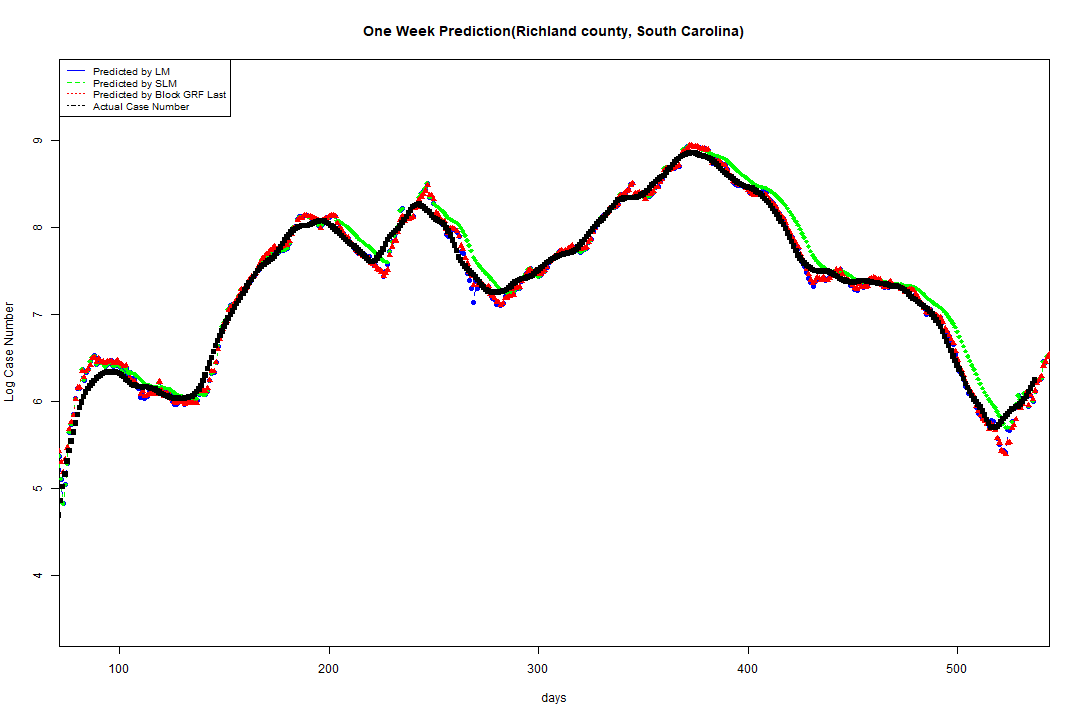 One Week Prediction(Richland county, South Carolina)
Predicted by LM
Predicted by SLM
Predicted by Block GRF Last
Actual Case Number
Log Case Number
9
8
7
6
5
4
100 200 300 400 500
days